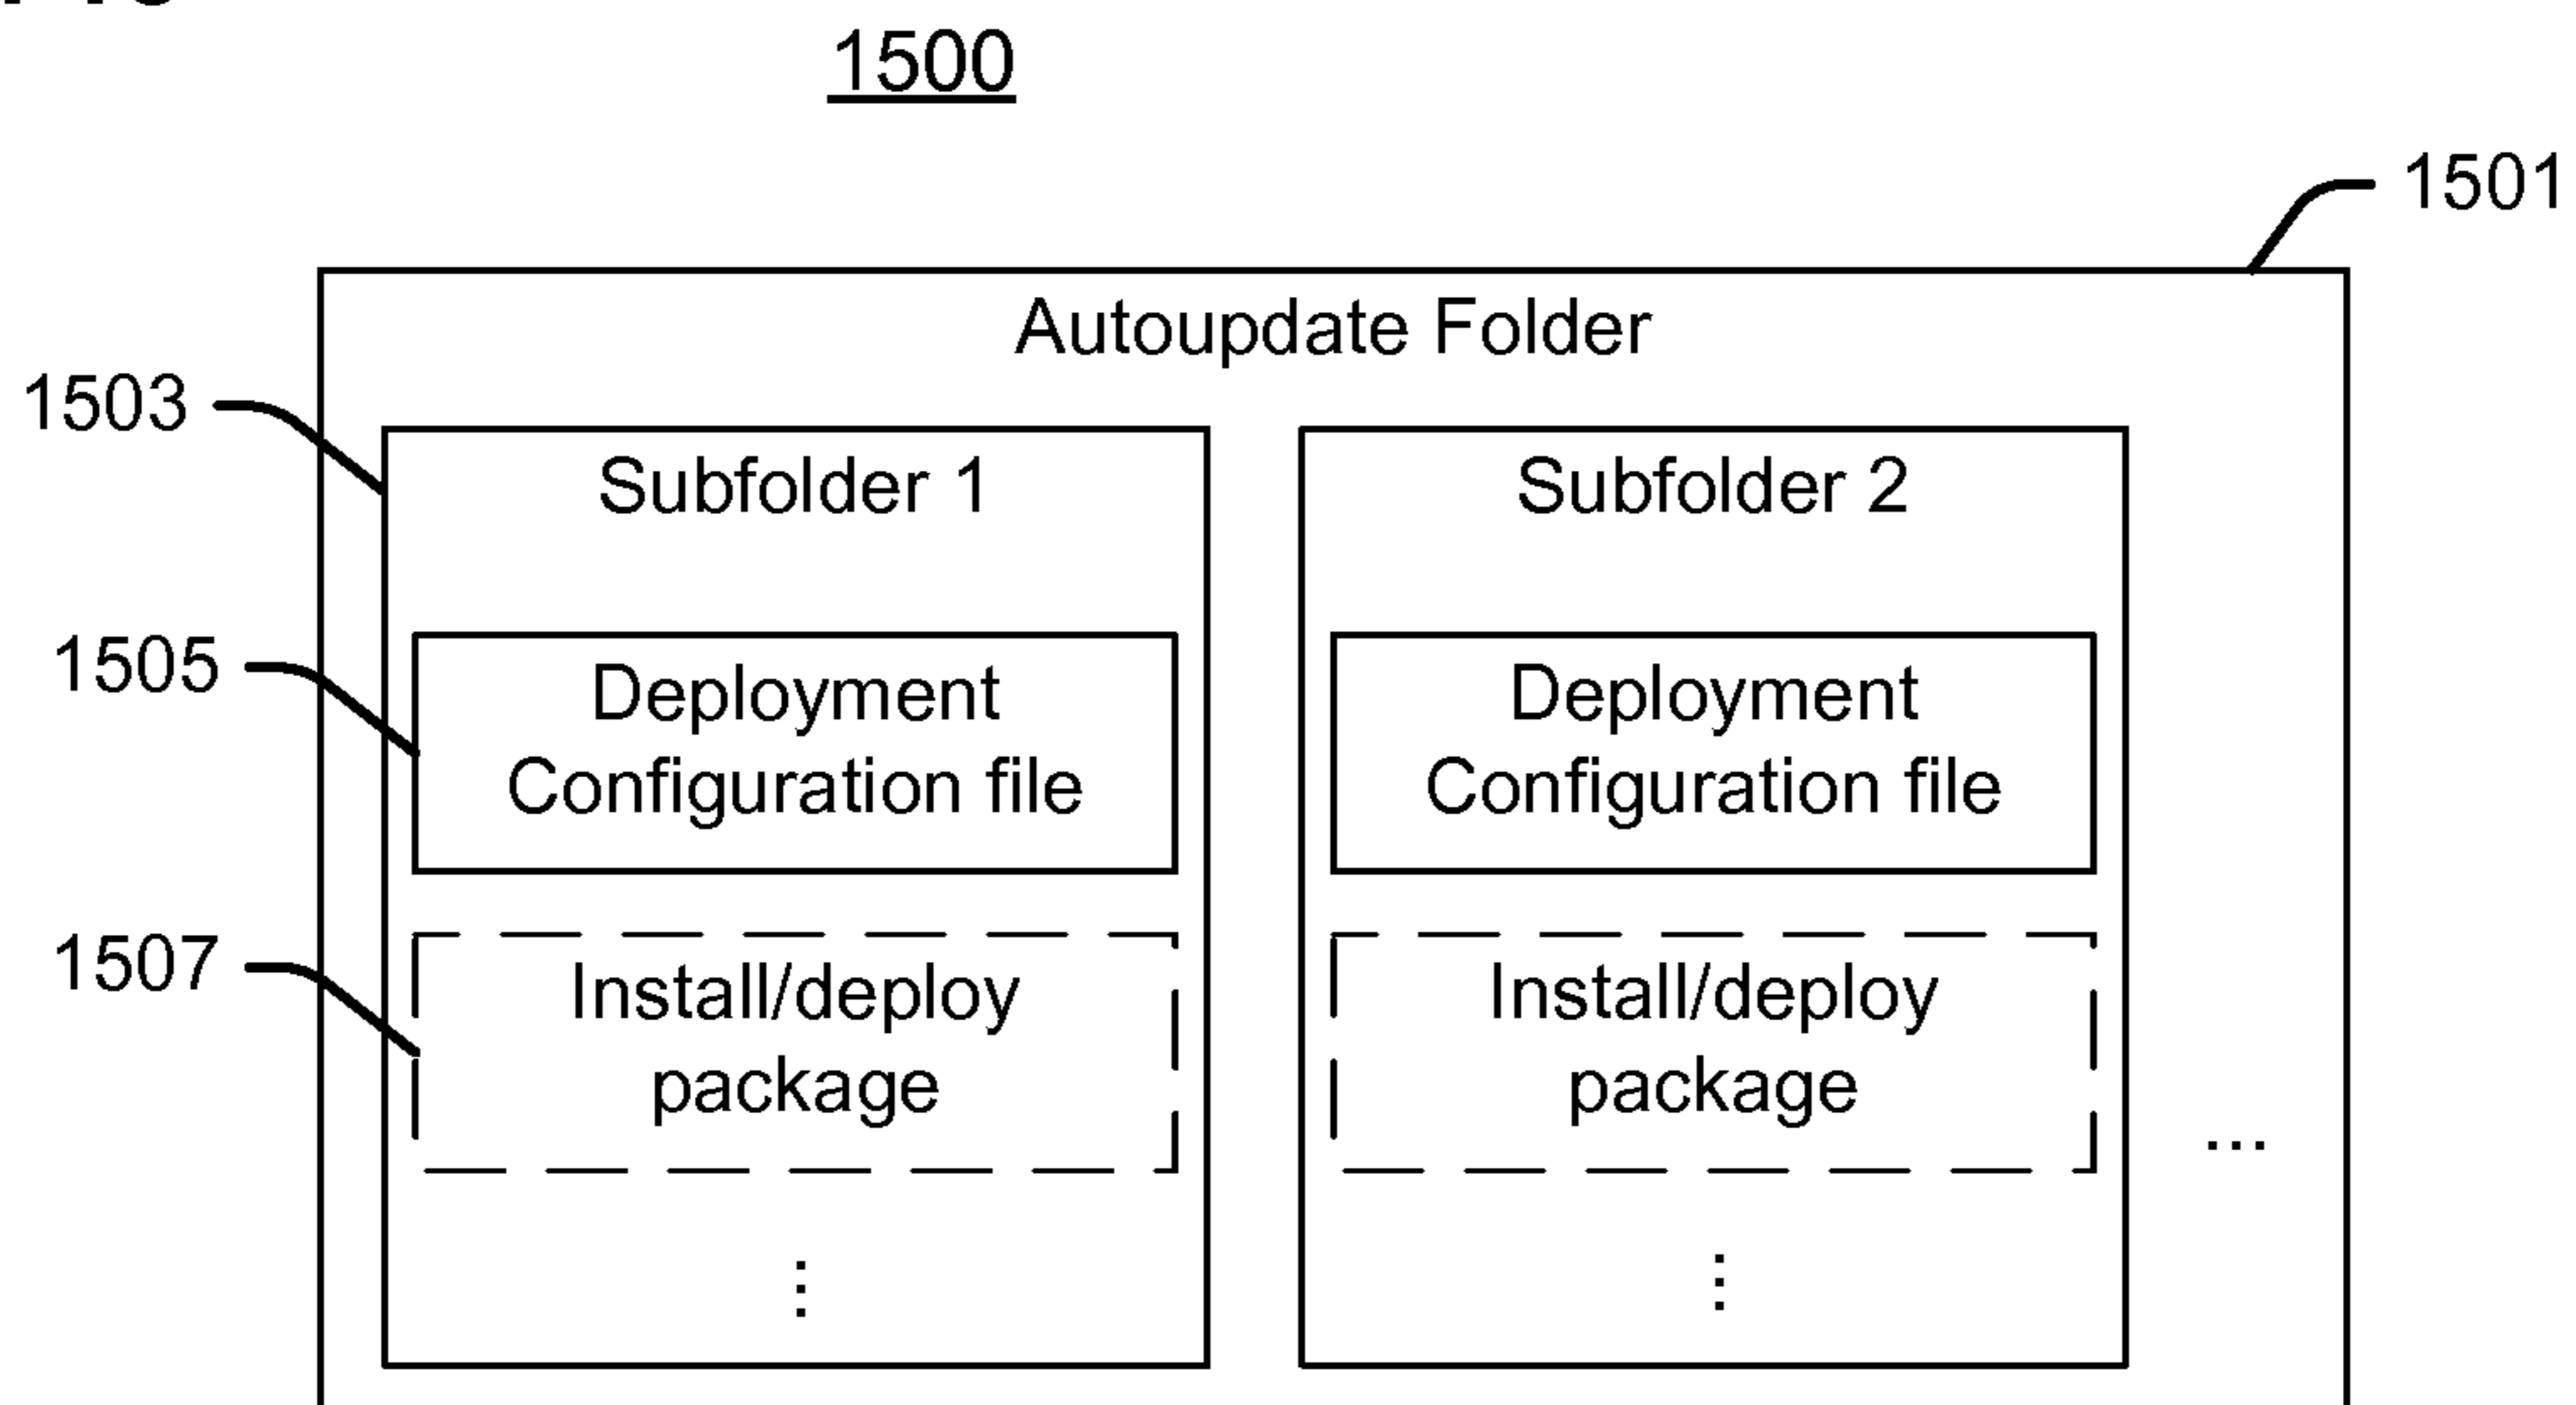 1500
1501
Autoupdate Folder
1503
Subfolder 1
Subfolder 2
1505
Deployment
Configuration file
Deployment
Configuration file
1507
Install/deploy
package
Install/deploy
package
...
⋮
⋮